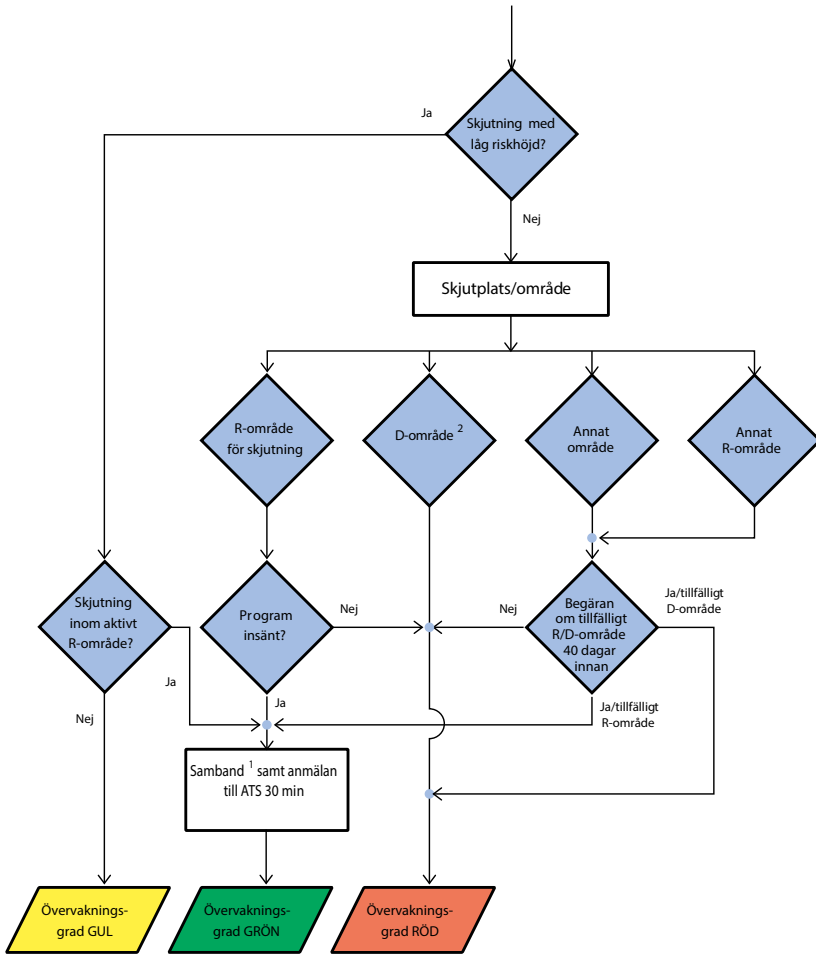 Ja
Skjutning med
låg riskhöjd?
Nej
Skjutplats/område
R-område
för skjutning
D-område 2
Annat
område
Annat
R-område
Skjutning
inom aktivt
R-område?
Program
insänt?
Nej
Nej
Begäran
om tillfälligt
R/D-område
40 dagar
innan
Ja/tillfälligt
D-område
Ja
Nej
Ja
Ja/tillfälligt
R-område
Samband 1 samt anmälan
till ATS 30 min
Övervaknings-
grad GUL
Övervaknings-
grad GRÖN
Övervaknings-
grad RÖD